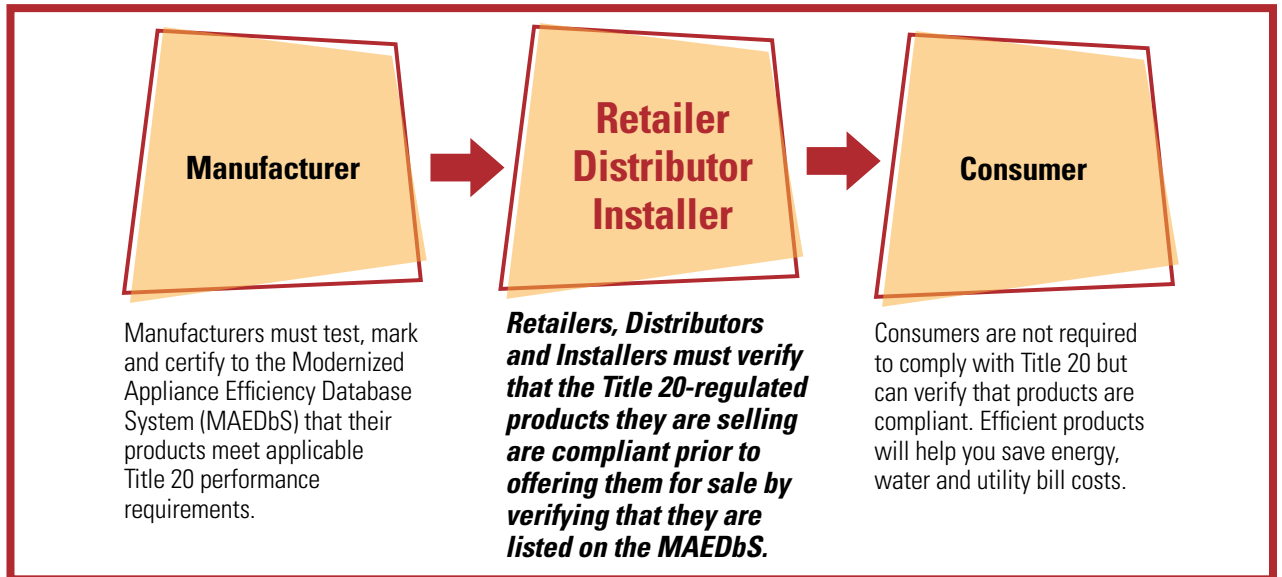 Manufacturer
Retailer
Distributor
Installer
Consumer
Manufacturers must test, mark
and certify to the Modernized
Appliance Efficiency Database
System (MAEDbS) that their
products meet applicable
Title 20 performance
requirements.
Retailers, Distributors
and Installers must verify
that the Title 20-regulated
products they are selling
are compliant prior to
offering them for sale by
verifying that they are
listed on the MAEDbS.
Consumers are not required
to comply with Title 20 but
can verify that products are
compliant. Efficient products
will help you save energy,
water and utility bill costs.